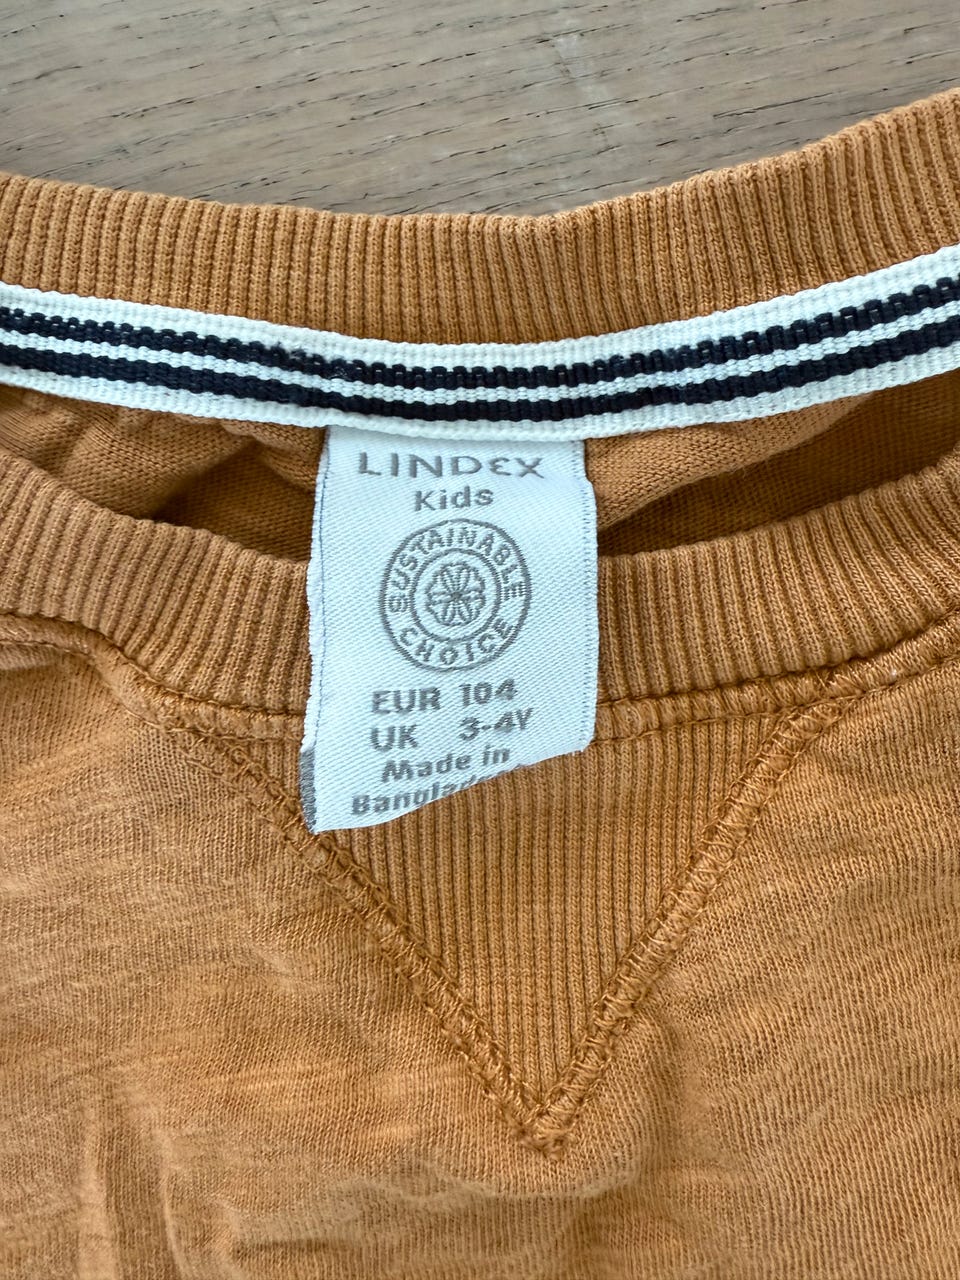 LINDEX
Kids
SUSTAINABLE
CHOICE
EUR 104
UK 3-4Y
Made in